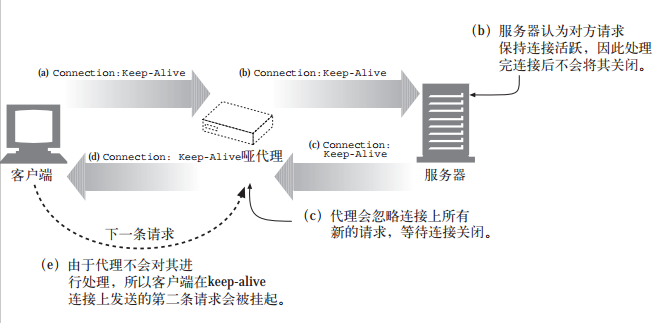 (b) 服务器认为对方请求
保持连接活跃，因此处理
完连接后不会将其关闭。
(a) Connection:Keep-Alive
(b) Connection:Keep-Alive
(c) Connection:
Keep-Alive
(d) Connection: Keep-Alive
哑代理
客户端
服务器
(c) 代理会忽略连接上所有
新的请求，等待连接关闭。
下一条请求
(e) 由于代理不会对其进
行处理，所以客户端在keep-alive
连接上发送的第二条请求会被挂起。